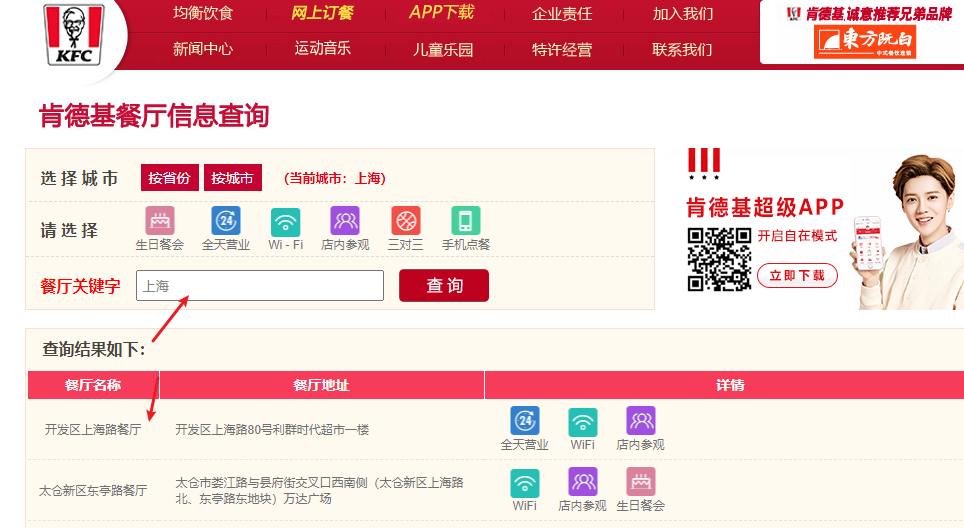 均衡饮食 网上订餐 APP下载 企业责任 加入我们
新闻中心 运动音乐 儿童乐园 特许经营 联系我们
KFC
肯德基,诚意推荐兄弟品牌
東方既白
中式餐饮连锁
肯德基餐厅信息查询
选择城市 按省份 按城市 (当前城市：上海)
请选择
生日餐会 全天营业 Wi - Fi 店内参观 三对三 手机点餐
餐厅关键字 上海 查询
肯德基超级APP
开启自在模式
立即下载
查询结果如下：
餐厅名称 餐厅地址 详情
开发区上海路餐厅 开发区上海路80号利群时代超市一楼
24
全天营业 WiFi 店内参观
太仓新区东亭路餐厅 太仓市娄江路与县府街交叉口西南侧（太仓新区上海路
北、东亭路东地块）万达广场
WiFi 店内参观 生日餐会